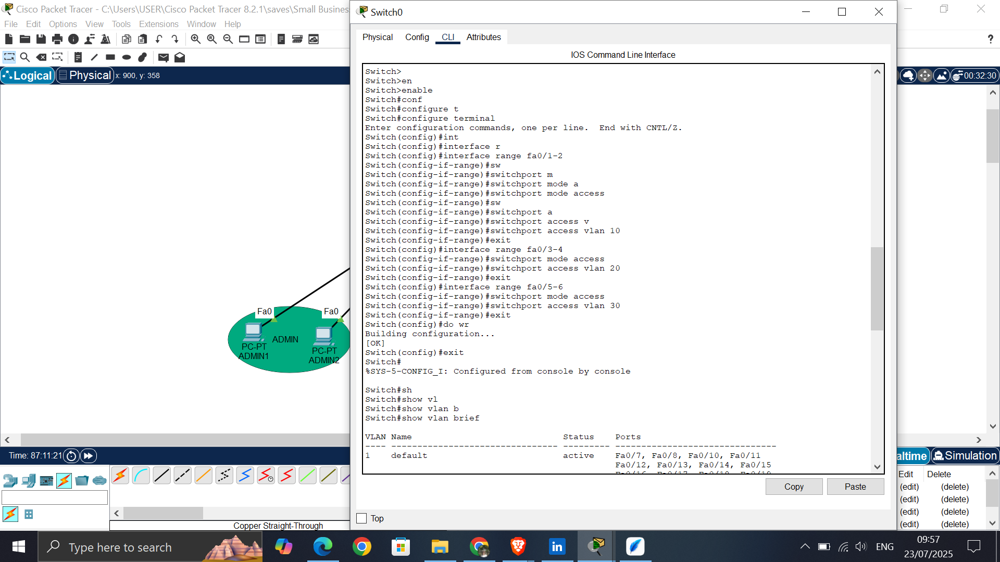 Cisco Packet Tracer - C:\Users\USER\Cisco Packet Tracer 8.2.1\saves\Small Business
File Edit Options View Tools Extensions Window Help
Logical Physical x: 900, y: 358
Fa0 Fa0
ADMIN
PC-PT
ADMIN1
PC-PT
ADMIN2
Time: 87:11:21
Copper Straight-Through
Switch0
Physical Config CLI Attributes
IOS Command Line Interface
Switch>
Switch>en
Switch>enable
Switch#conf
Switch#configure t
Switch#configure terminal
Enter configuration commands, one per line. End with CNTL/Z.
Switch(config)#int
Switch(config)#interface r
Switch(config)#interface range fa0/1-2
Switch(config-if-range)#sw
Switch(config-if-range)#switchport m
Switch(config-if-range)#switchport mode a
Switch(config-if-range)#switchport mode access
Switch(config-if-range)#sw
Switch(config-if-range)#switchport a
Switch(config-if-range)#switchport access v
Switch(config-if-range)#switchport access vlan 10
Switch(config-if-range)#exit
Switch(config)#interface range fa0/3-4
Switch(config-if-range)#switchport mode access
Switch(config-if-range)#switchport access vlan 20
Switch(config-if-range)#exit
Switch(config)#interface range fa0/5-6
Switch(config-if-range)#switchport mode access
Switch(config-if-range)#switchport access vlan 30
Switch(config-if-range)#exit
Switch(config)#do wr
Building configuration...
[OK]
Switch(config)#exit
Switch#
%SYS-5-CONFIG_I: Configured from console by console
Switch#sh
Switch#show vl
Switch#show vlan b
Switch#show vlan brief
VLAN Name Status Ports
---- -------------------------------- --------- -------------------------------
1 default active Fa0/7, Fa0/8, Fa0/10, Fa0/11
Fa0/12, Fa0/13, Fa0/14, Fa0/15
Copy Paste
Top
?
00:32:30
altime Simulation
Edit Delete
(edit) (delete)
(edit) (delete)
(edit) (delete)
(edit) (delete)
Type here to search
in
ENG
09:57
23/07/2025